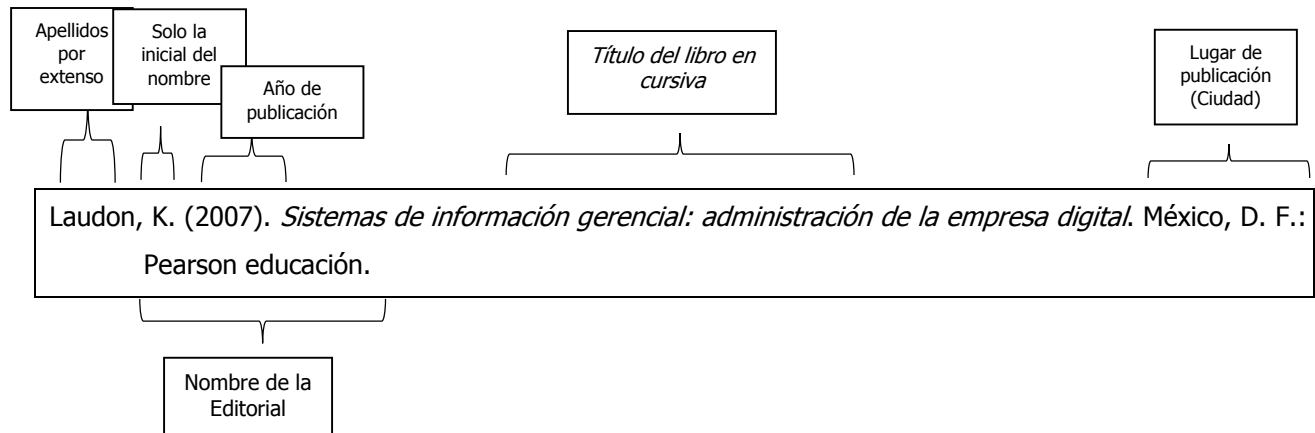 Apellidos
por
extenso
Solo la
inicial del
nombre
Año de
publicación
Título del libro en
cursiva
Lugar de
publicación
(Ciudad)
Laudon, K. (2007). Sistemas de información gerencial: administración de la empresa digital. México, D. F.:
Pearson educación.
Nombre de la
Editorial